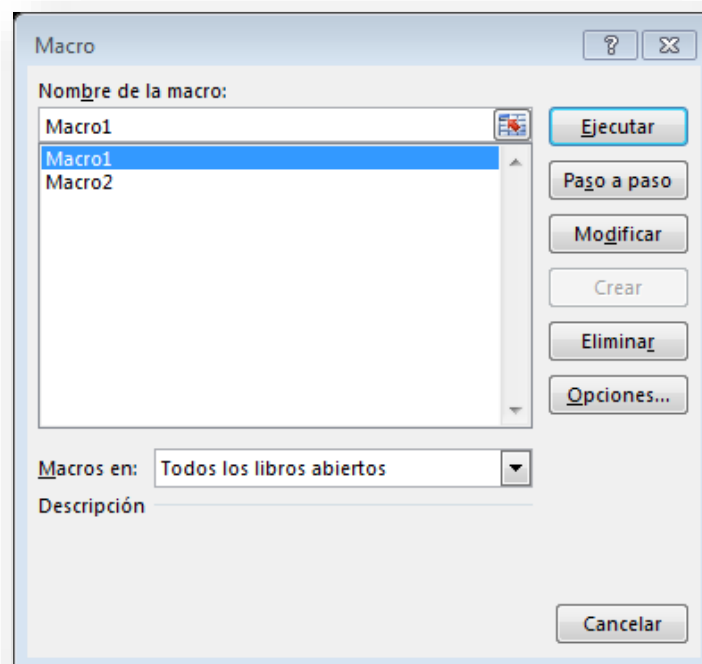 Macro
Nombre de la macro:
Macro1
Ejecutar
Macro1
Macro2
Paso a paso
Modificar
Crear
Eliminar
Opciones...
Macros en: Todos los libros abiertos
Descripción
Cancelar